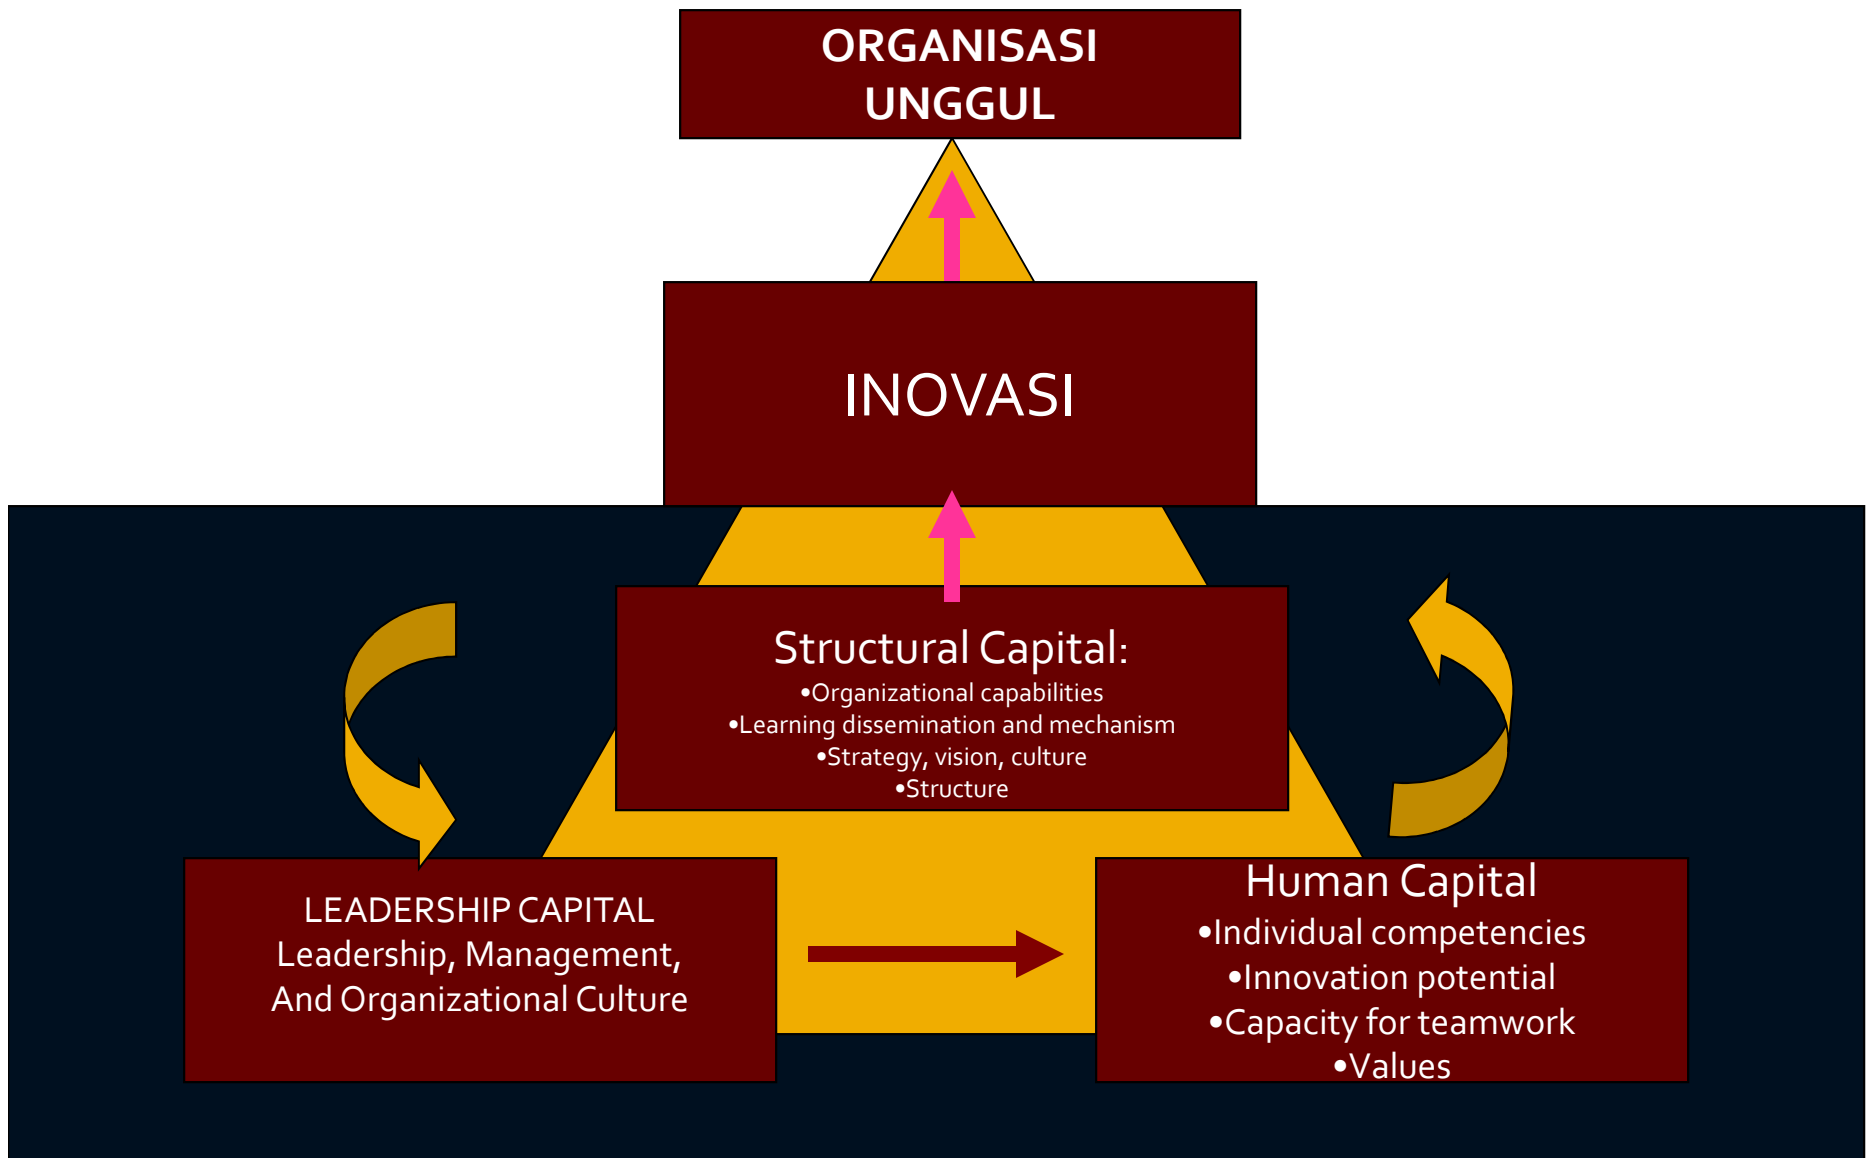 ORGANISASI
UNGGUL
INOVASI
Structural Capital:
•Organizational capabilities
•Learning dissemination and mechanism
•Strategy, vision, culture
•Structure
LEADERSHIP CAPITAL
Leadership, Management,
And Organizational Culture
Human Capital
•Individual competencies
•Innovation potential
•Capacity for teamwork
•Values